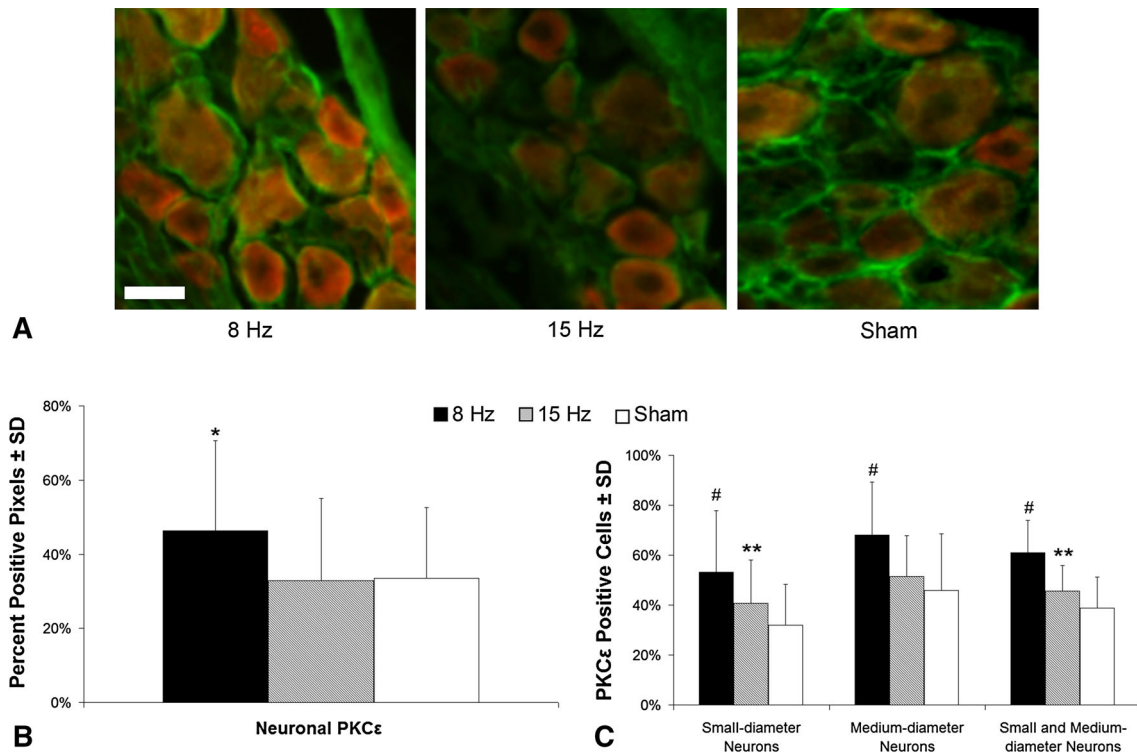 A
8 Hz
15 Hz
Sham
8 Hz
15 Hz
Sham
Percent Positive Pixels ± SD
80%
60%
40%
20%
0%
*
Neuronal PKCε
B
PKCε Positive Cells ± SD
100%
80%
60%
40%
20%
0%
#
**
#
#
**
Small-diameter
Neurons
Medium-diameter
Neurons
Small and Medium-
diameter Neurons
C